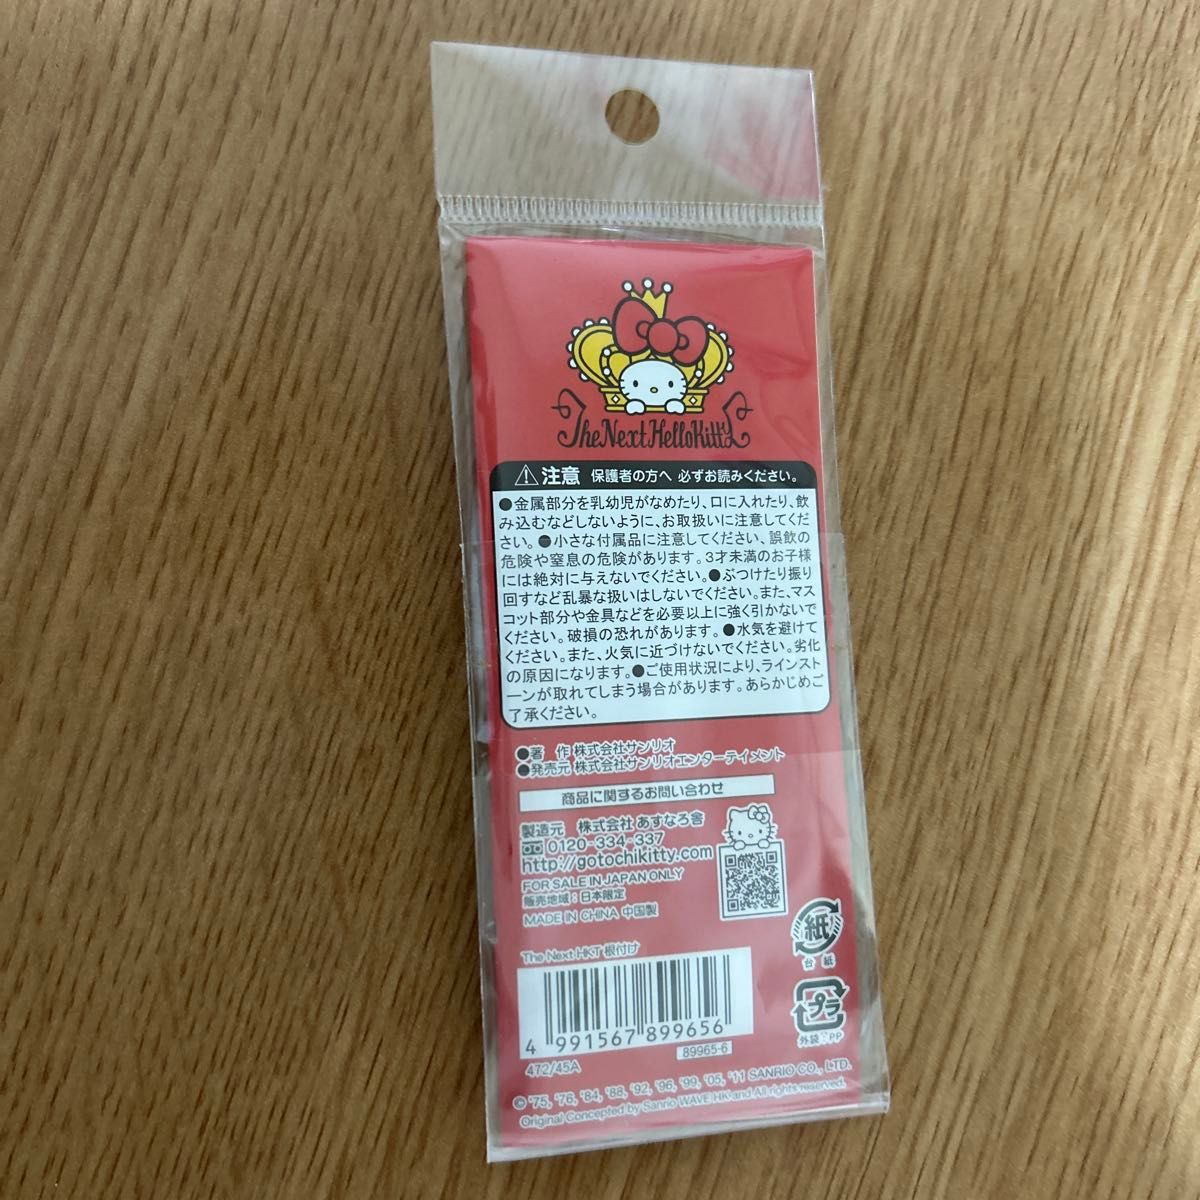 The Next Hello Kitty
注意 保護者の方へ 必ずお読みください。
●金属部分を乳幼児がなめたり、口に入れたり、飲
み込むなどしないように、お取扱いに注意してくだ
さい。●小さな付属品に注意してください、誤飲の
危険や窒息の危険があります。3才未満のお子様
には絶対に与えないでください。●ぶつけたり振り
回すなど乱暴な扱いはしないでください。また、マス
コット部分や金具などを必要以上に強く引かないで
ください。破損の恐れがあります。●水気を避けて
ください。また、火気に近づけないでください。劣化
の原因になります。●ご使用状況により、ラインスト
ーンが取れてしまう場合があります。あらかじめご
了承ください。
●著 作 株式会社サンリオ
●発売元 株式会社サンリオエンターテイメント
商品に関するお問い合わせ
製造元 株式会社 あすなろ舎
0120-334-337
http://gotochikitty.com
FOR SALE IN JAPAN ONLY
販売地域：日本限定
MADE IN CHINA 中国製
紙
台 紙
The Next HKT 根付け
4 991567 899656
89965-6
プラ
外袋：PP
472/45A
© '75, '76, '84, '88, '92, '96, '99, '05, '11 SANRIO CO., LTD.
Original Concepted by Sanrio WAVE HK and All rights reserved.